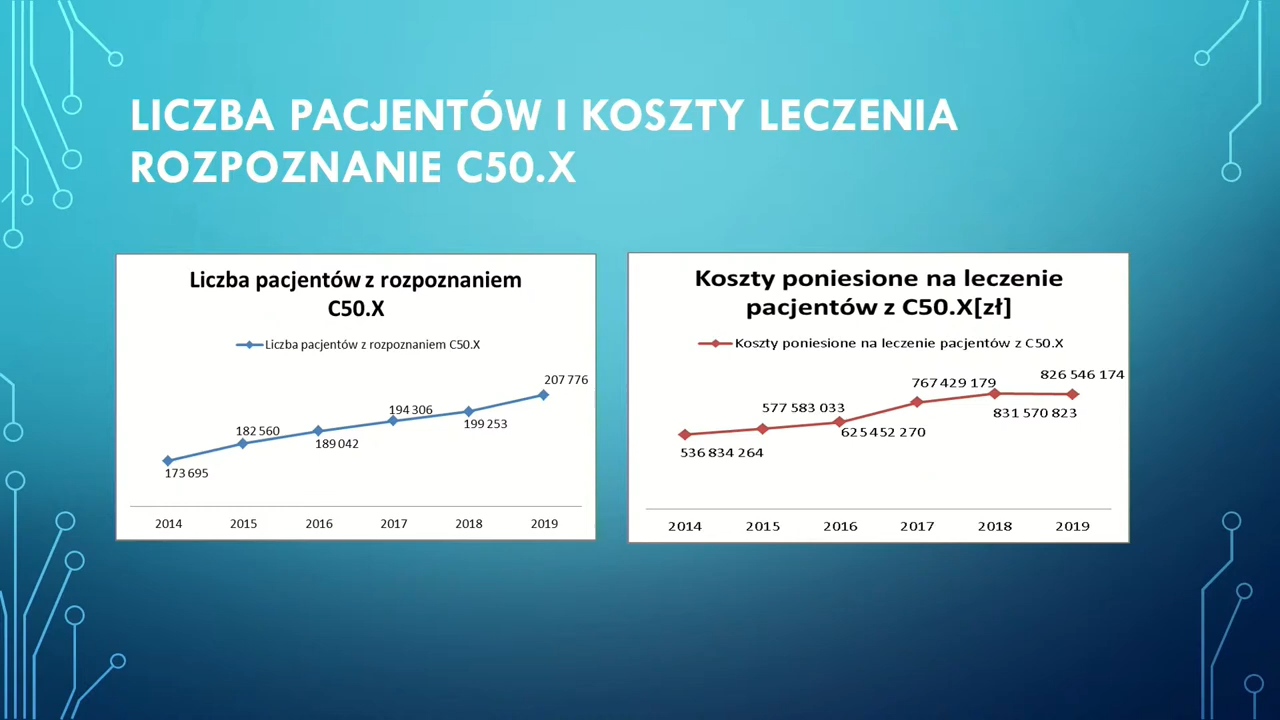 LICZBA PACJENTÓW I KOSZTY LECZENIA
ROZPOZNANIE C50.X
Liczba pacjentów z rozpoznaniem
C50.X
Liczba pacjentów z rozpoznaniem C50.X
173 695
182 560
189 042
194 306
199 253
207 776
2014 2015 2016 2017 2018 2019
Koszty poniesione na leczenie
pacjentów z C50.X[zł]
Koszty poniesione na leczenie pacjentów z C50.X
536 834 264
577 583 033
625 452 270
767 429 179
831 570 823
826 546 174
2014 2015 2016 2017 2018 2019